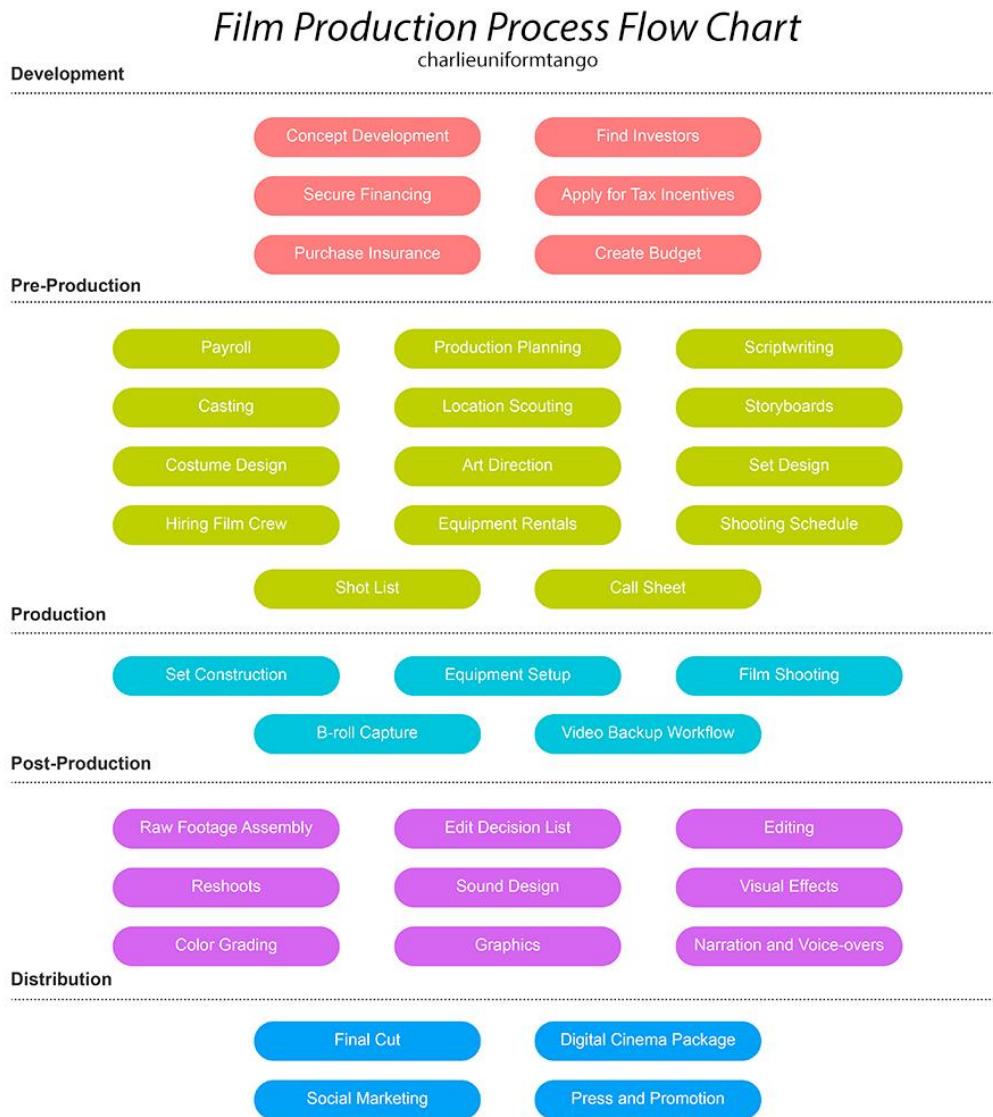 Film Production Process Flow Chart
charlieuniformtango
Development
Concept Development
Find Investors
Secure Financing
Apply for Tax Incentives
Purchase Insurance
Create Budget
Pre-Production
Payroll
Production Planning
Scriptwriting
Casting
Location Scouting
Storyboards
Costume Design
Art Direction
Set Design
Hiring Film Crew
Equipment Rentals
Shooting Schedule
Shot List
Call Sheet
Production
Set Construction
Equipment Setup
Film Shooting
B-roll Capture
Video Backup Workflow
Post-Production
Raw Footage Assembly
Edit Decision List
Editing
Reshoots
Sound Design
Visual Effects
Color Grading
Graphics
Narration and Voice-overs
Distribution
Final Cut
Digital Cinema Package
Social Marketing
Press and Promotion